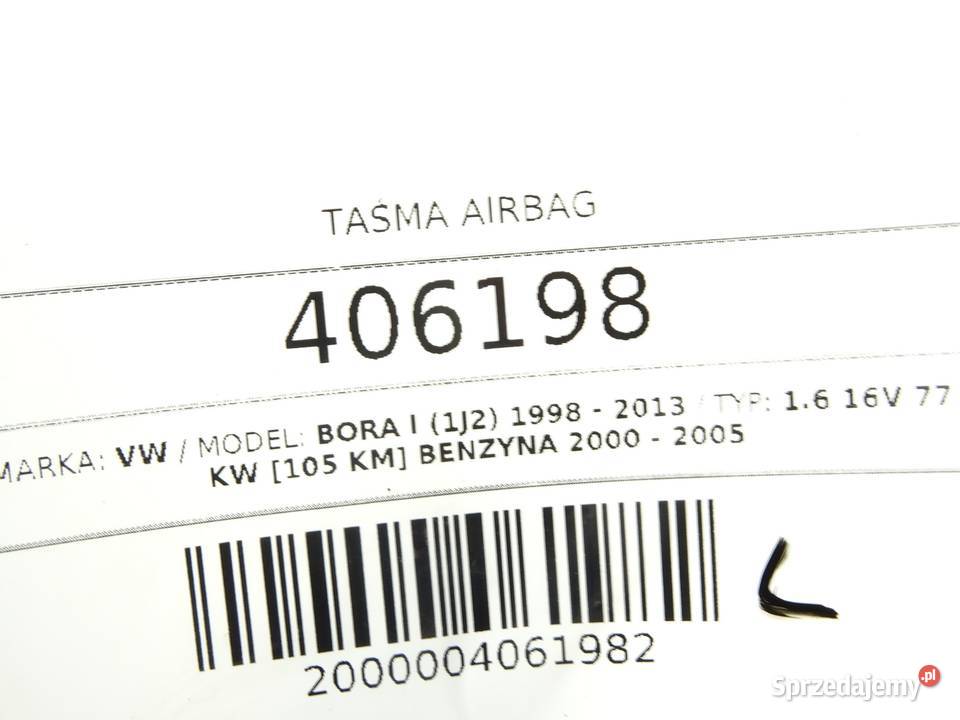 TAŚMA AIRBAG
406198
MARKA: VW / MODEL: BORA I (1J2) 1998 - 2013 / TYP: 1.6 16V 77
KW [105 KM] BENZYNA 2000 - 2005
2000004061982
Sprzedajemy.pl